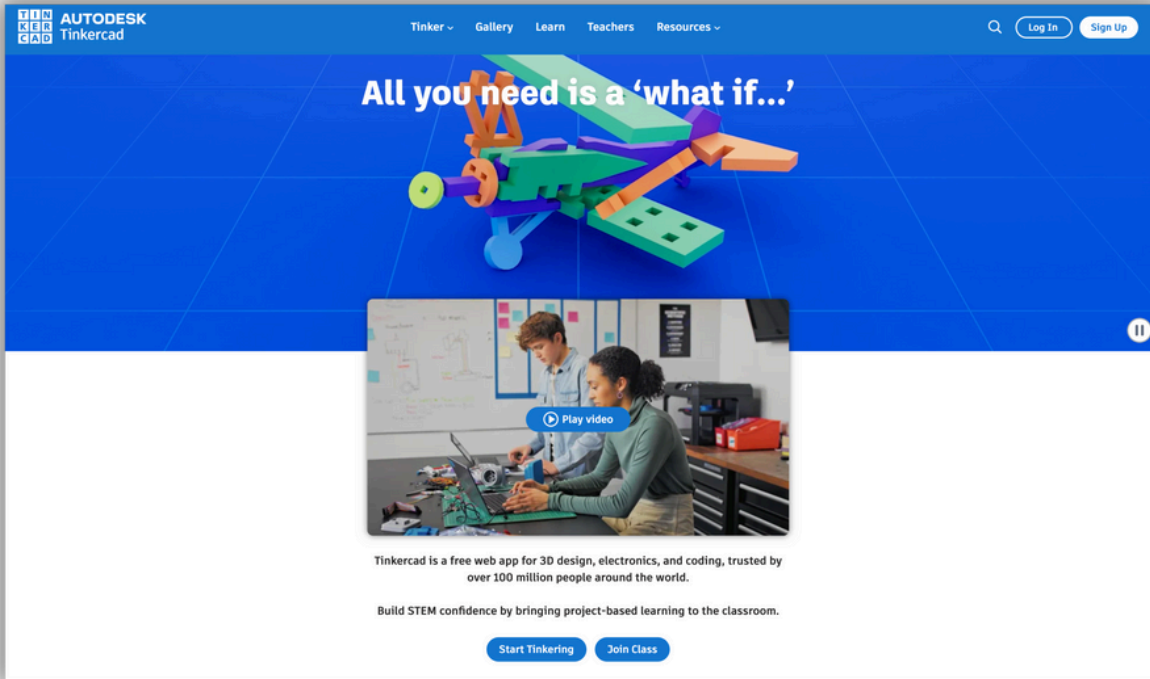 TIN
KER
CAD
AUTODESK
Tinkercad
Tinker
Gallery
Learn
Teachers
Resources
Log In
Sign Up
All you need is a ‘what if...’
Play video
Tinkercad is a free web app for 3D design, electronics, and coding, trusted by
over 100 million people around the world.
Build STEM confidence by bringing project-based learning to the classroom.
Start Tinkering
Join Class